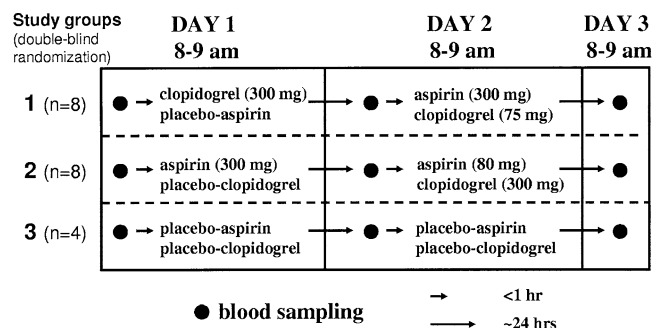 Study groups
(double-blind
randomization)
DAY 1
8-9 am
DAY 2
8-9 am
DAY 3
8-9 am
1 (n=8)
clopidogrel (300 mg)
placebo-aspirin
aspirin (300 mg)
clopidogrel (75 mg)
2 (n=8)
aspirin (300 mg)
placebo-clopidogrel
aspirin (80 mg)
clopidogrel (300 mg)
3 (n=4)
placebo-aspirin
placebo-clopidogrel
placebo-aspirin
placebo-clopidogrel
blood sampling
<1 hr
~24 hrs